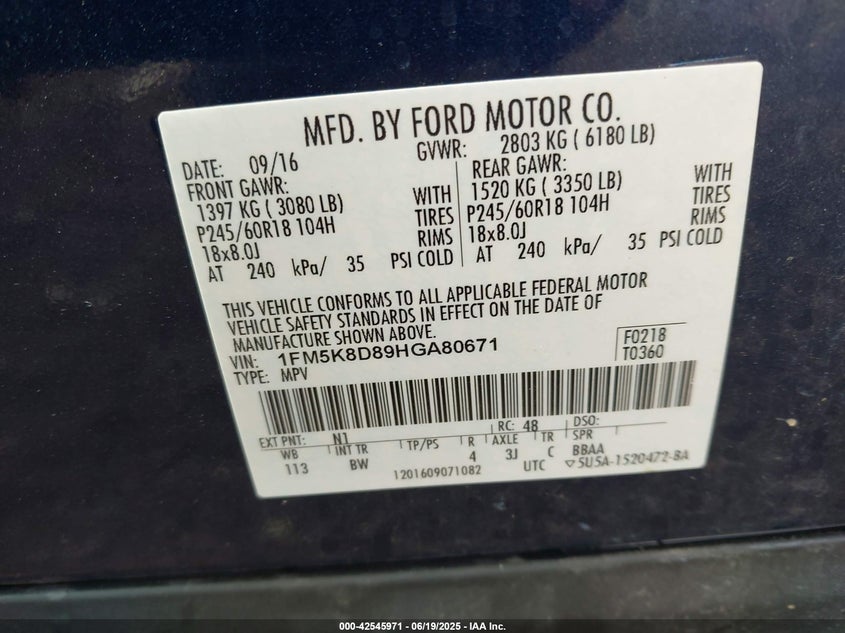 MFD. BY FORD MOTOR CO.
DATE: 09/16 GVWR: 2803 KG ( 6180 LB)
FRONT GAWR: REAR GAWR:
1397 KG ( 3080 LB) WITH 1520 KG ( 3350 LB) WITH
P245/60R18 104H TIRES P245/60R18 104H TIRES
18x8.0J RIMS 18x8.0J RIMS
AT 240 kPa/ 35 PSI COLD AT 240 kPa/ 35 PSI COLD
THIS VEHICLE CONFORMS TO ALL APPLICABLE FEDERAL MOTOR
VEHICLE SAFETY STANDARDS IN EFFECT ON THE DATE OF
MANUFACTURE SHOWN ABOVE.
VIN: 1FM5K8D89HGA80671 F0218
TYPE: MPV T0360
EXT PNT: N1 RC: 48 DSO:
WB INT TR TP/PS R AXLE TR SPR
113 BW 4 3J C BBAA
1201609071082 UTC ▽5U5A-1520472-BA
000-42545971 - 06/19/2025 - IAA Inc.